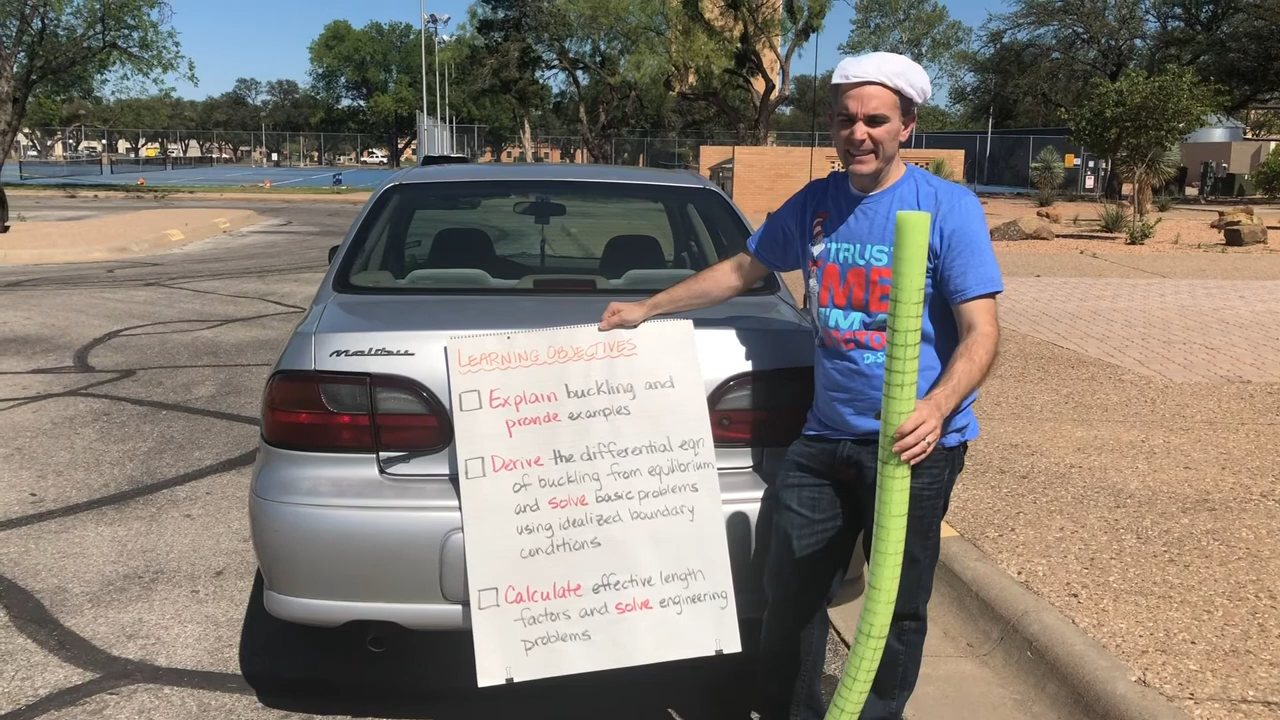 malibu
LEARNING OBJECTIVES
Explain buckling and
provide examples
Derive the differential eqn
of buckling from equilibrium
and solve basic problems
using idealized boundary
conditions
Calculate effective length
factors and solve engineering
problems
TRUST
ME
I'M